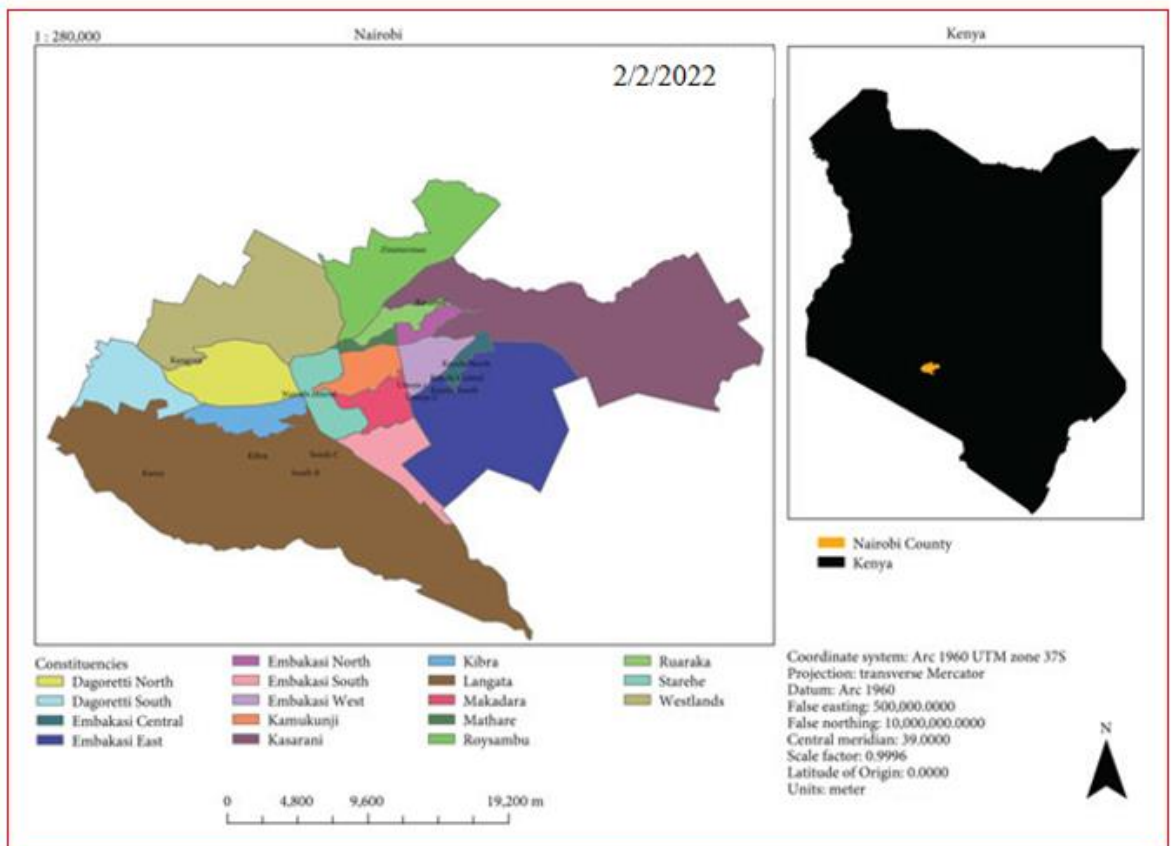 1 : 280,000
Nairobi
Kenya
2/2/2022
Zimmerman
Kangemi
Kibra
South C
South B
Karen
Nairobi County
Kenya
Constituencies
Dagoretti North
Dagoretti South
Embakasi Central
Embakasi East
Embakasi North
Embakasi South
Embakasi West
Kamukunji
Kasarani
Kibra
Langata
Makadara
Mathare
Roysambu
Ruaraka
Starehe
Westlands
Coordinate system: Arc 1960 UTM zone 37S
Projection: transverse Mercator
Datum: Arc 1960
False easting: 500,000.0000
False northing: 10,000,000.0000
Central meridian: 39.0000
Scale factor: 0.9996
Latitude of Origin: 0.0000
Units: meter
N
0 4,800 9,600 19,200 m